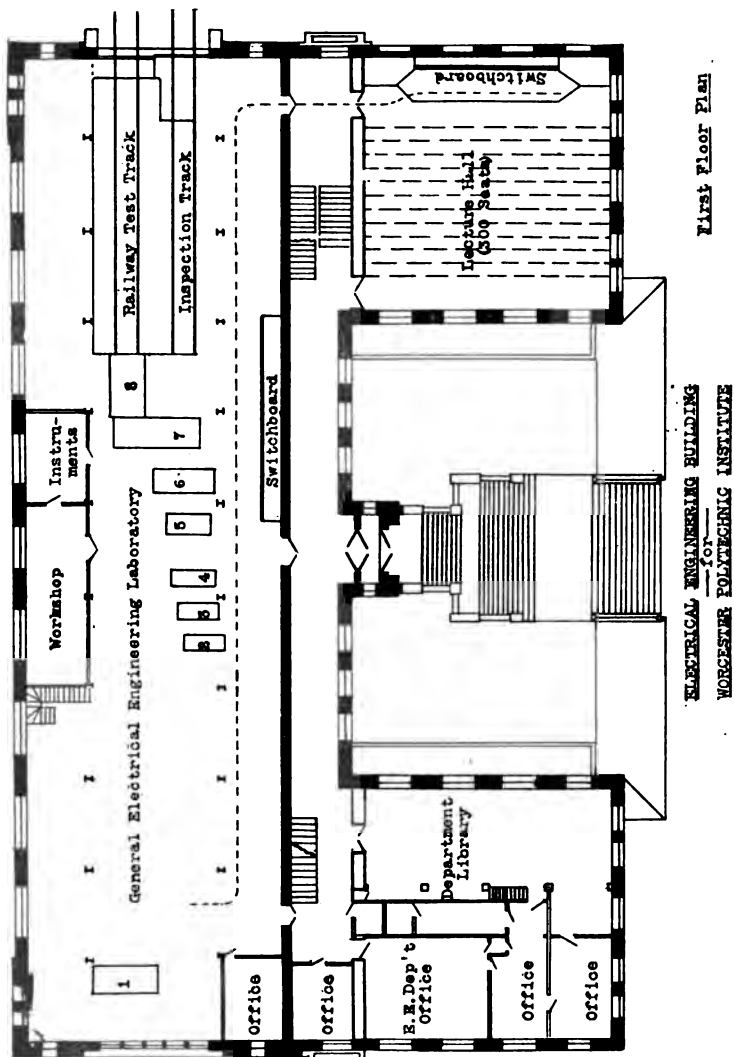 Railway Test Track
Inspection Track
Instru-
ments
Workshop
General Electrical Engineering Laboratory
8
7
6
5
4
3
2
1
Switchboard
Switchboard
Lecture Hall
(300 Seats)
Department
Library
Office
Office
E.E.Dep't
Office
Office
Office
First Floor Plan
ELECTRICAL ENGINEERING BUILDING
for
WORCESTER POLYTECHNIC INSTITUTE